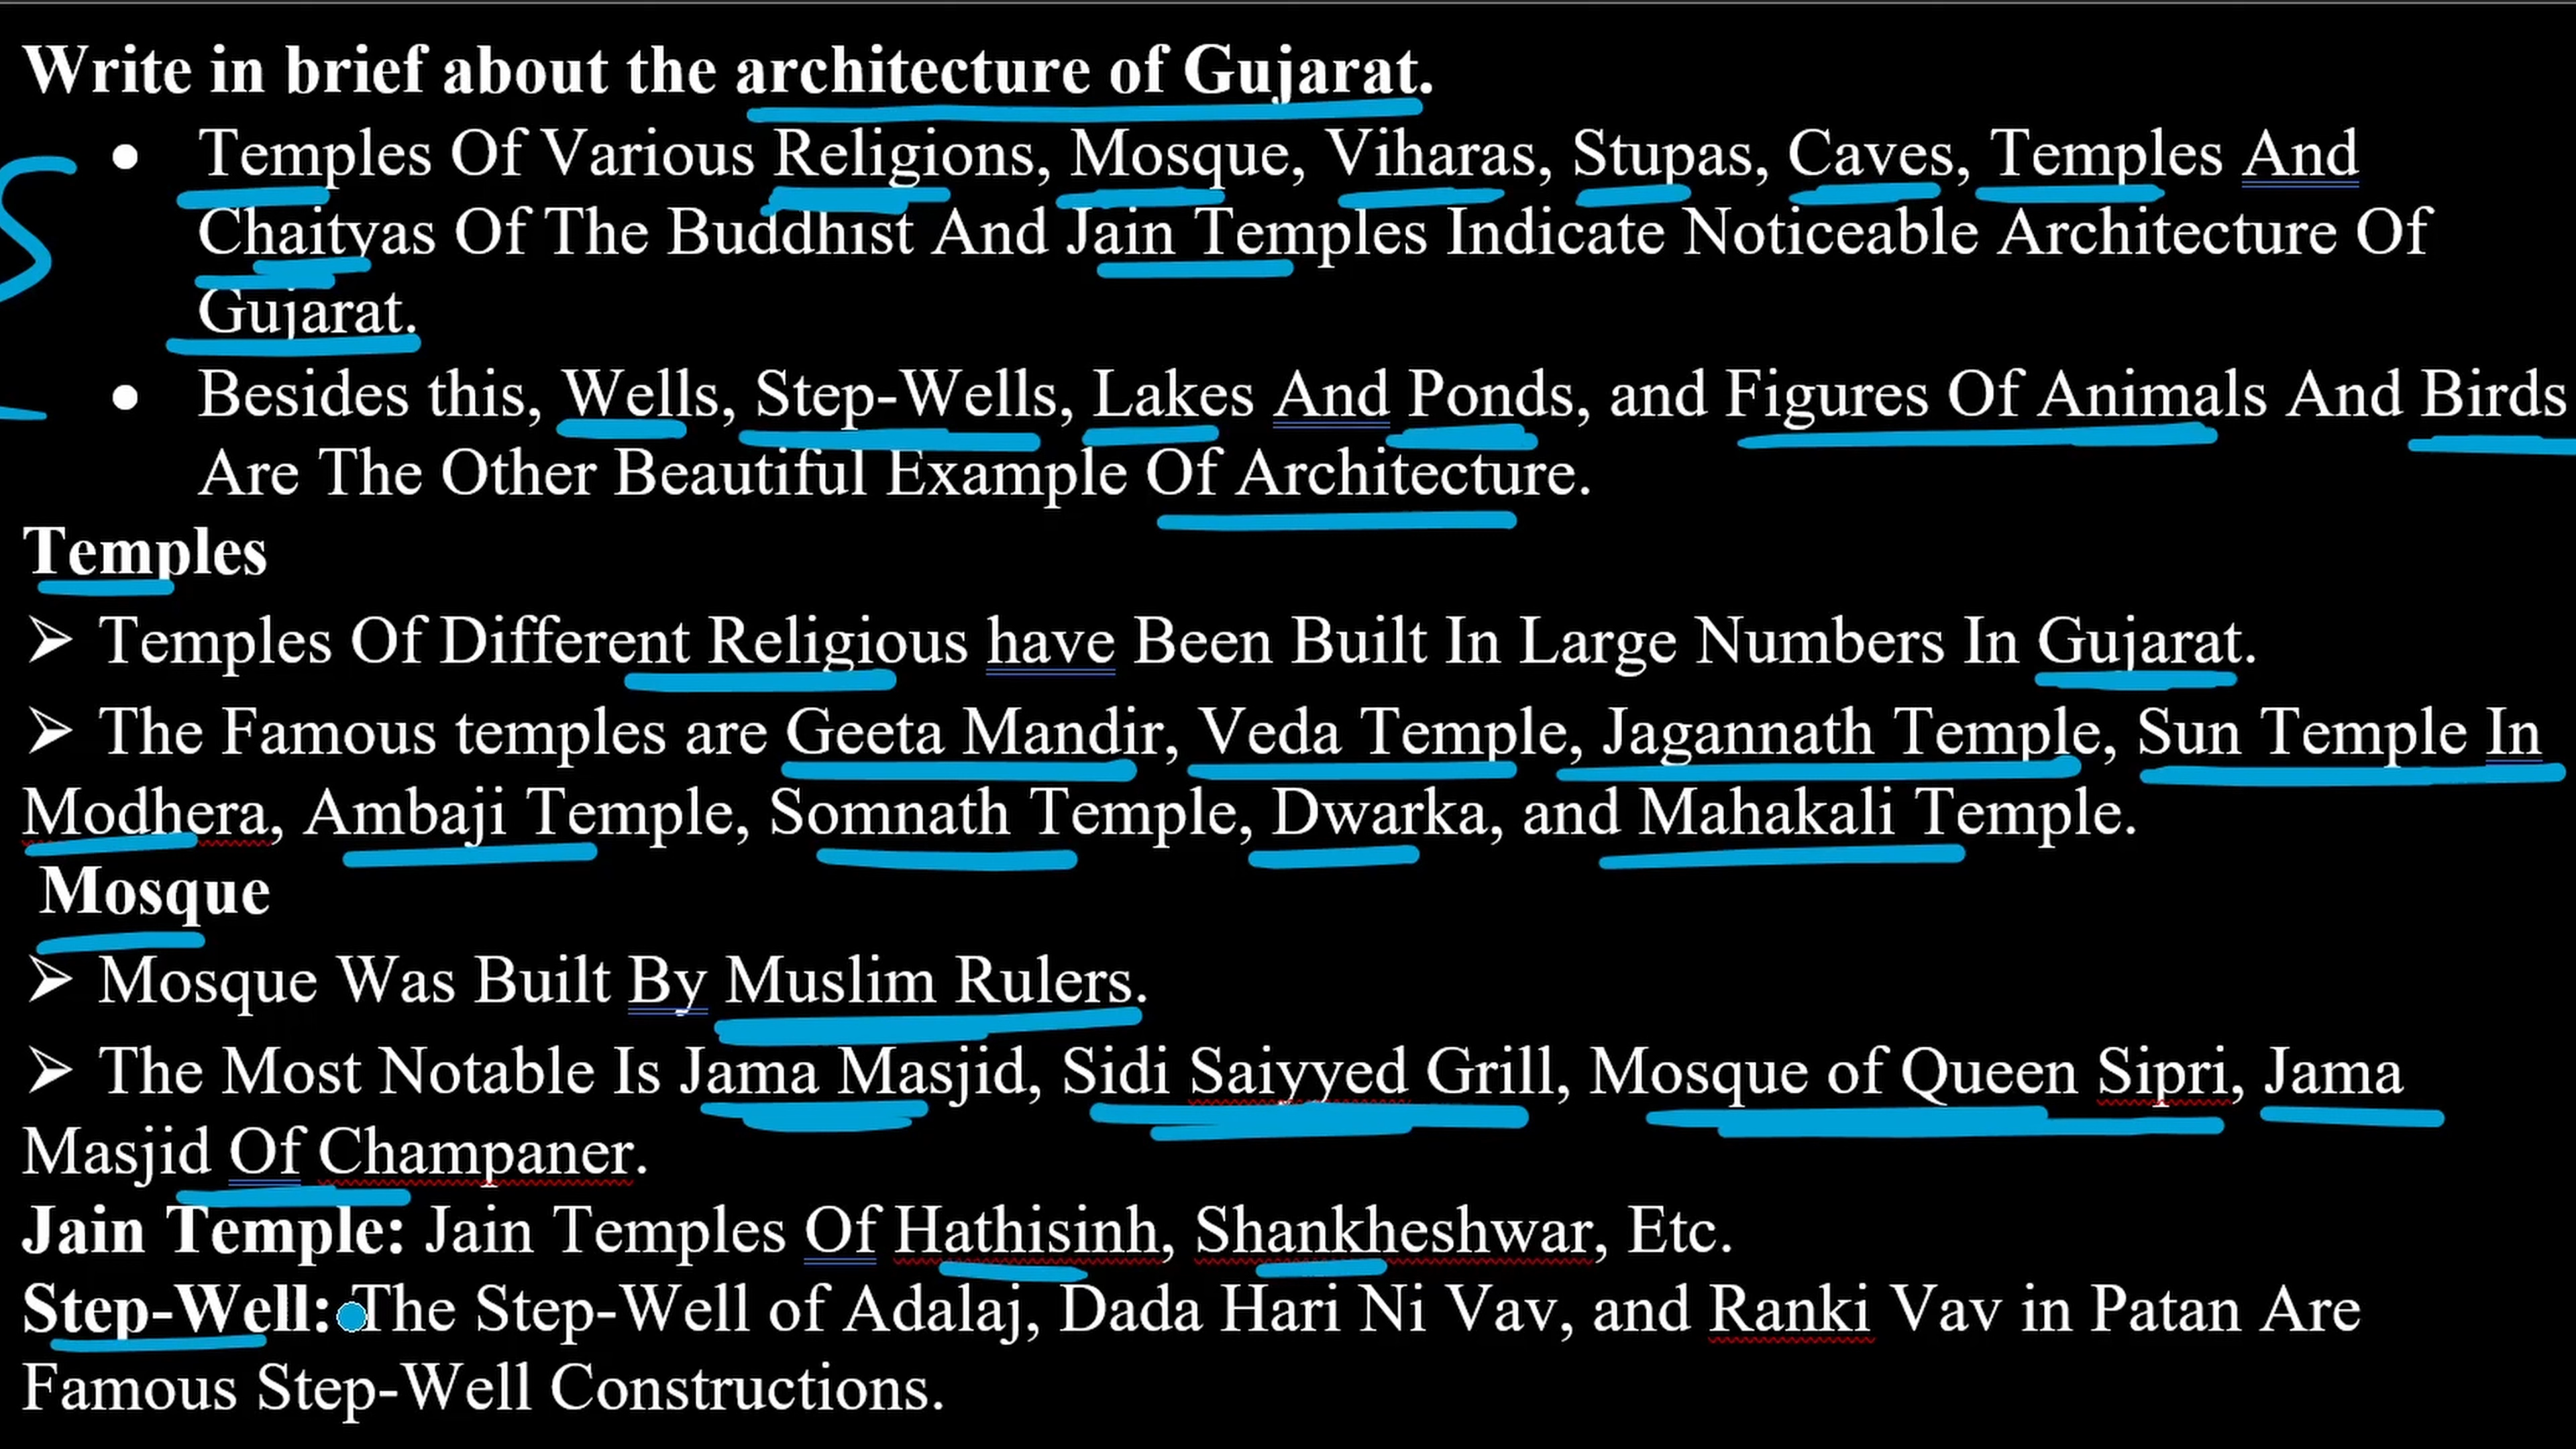 Write in brief about the architecture of Gujarat.
• Temples Of Various Religions, Mosque, Viharas, Stupas, Caves, Temples And
Chaityas Of The Buddhist And Jain Temples Indicate Noticeable Architecture Of
Gujarat.
• Besides this, Wells, Step-Wells, Lakes And Ponds, and Figures Of Animals And Birds
Are The Other Beautiful Example Of Architecture.
Temples
➢ Temples Of Different Religious have Been Built In Large Numbers In Gujarat.
➢ The Famous temples are Geeta Mandir, Veda Temple, Jagannath Temple, Sun Temple In
Modhera, Ambaji Temple, Somnath Temple, Dwarka, and Mahakali Temple.
Mosque
➢ Mosque Was Built By Muslim Rulers.
➢ The Most Notable Is Jama Masjid, Sidi Saiyyed Grill, Mosque of Queen Sipri, Jama
Masjid Of Champaner.
Jain Temple: Jain Temples Of Hathisinh, Shankheshwar, Etc.
Step-Well: The Step-Well of Adalaj, Dada Hari Ni Vav, and Ranki Vav in Patan Are
Famous Step-Well Constructions.